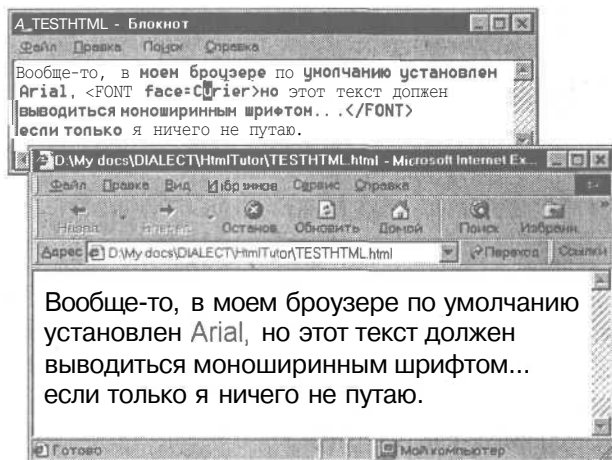 A_TESTHTML - Блокнот
Файл Правка Поиск Справка
Вообще-то, в моем броузере по умолчанию установлен
Arial, <FONT face=Curier>но этот текст должен
выводиться моноширинным шрифтом...</FONT>
если только я ничего не путаю.
D:\My docs\DIALECT\HtmlTutor\TESTHTML.html - Microsoft Internet Ex...
Файл Правка Вид Избранное Сервис Справка
Назад Останов Обновить Домой Поиск Избранн
Адрес D:\My docs\DIALECT\HtmlTutor\TESTHTML.html Переход Ссылки
Вообще-то, в моем броузере по умолчанию
установлен Arial, но этот текст должен
выводиться моноширинным шрифтом...
если только я ничего не путаю.
Готово Мой компьютер